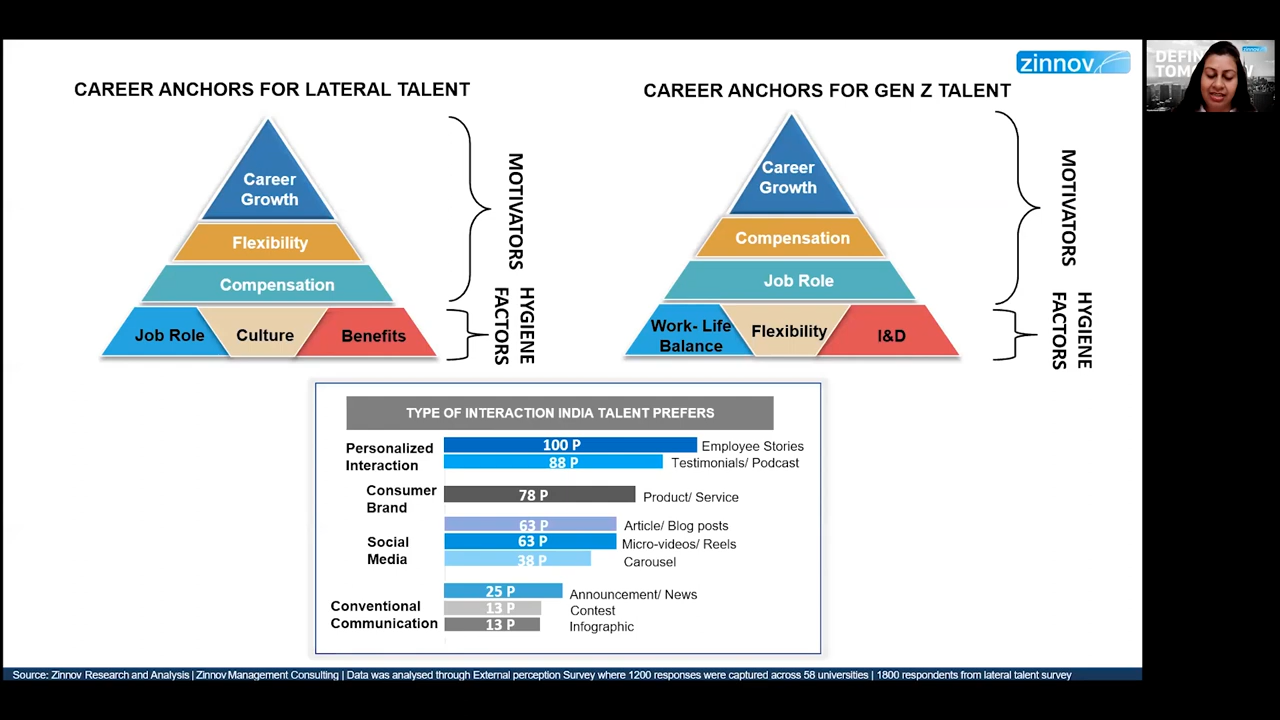 zinnov
DEFIN
TOM
CAREER ANCHORS FOR LATERAL TALENT
Career
Growth
Flexibility
Compensation
Job Role
Culture
Benefits
MOTIVATORS
HYGIENE
FACTORS
CAREER ANCHORS FOR GEN Z TALENT
Career
Growth
Compensation
Job Role
Work- Life
Balance
Flexibility
I&D
MOTIVATORS
HYGIENE
FACTORS
TYPE OF INTERACTION INDIA TALENT PREFERS
Personalized
Interaction
100 P
Employee Stories
88 P
Testimonials/ Podcast
Consumer
Brand
78 P
Product/ Service
Social
Media
63 P
Article/ Blog posts
63 P
Micro-videos/ Reels
38 P
Carousel
Conventional
Communication
25 P
Announcement/ News
13 P
Contest
13 P
Infographic
Source: Zinnov Research and Analysis | Zinnov Management Consulting | Data was analysed through External perception Survey where 1200 responses were captured across 58 universities | 1800 respondents from lateral talent survey